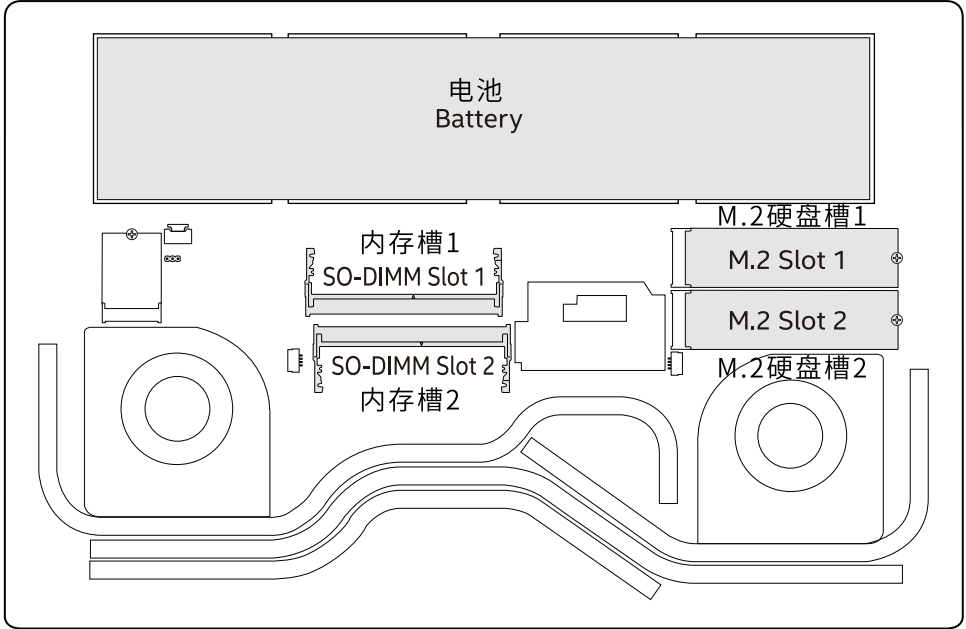 电池
Battery
M.2硬盘槽1
M.2 Slot 1
内存槽1
SO-DIMM Slot 1
M.2 Slot 2
M.2硬盘槽2
SO-DIMM Slot 2
内存槽2